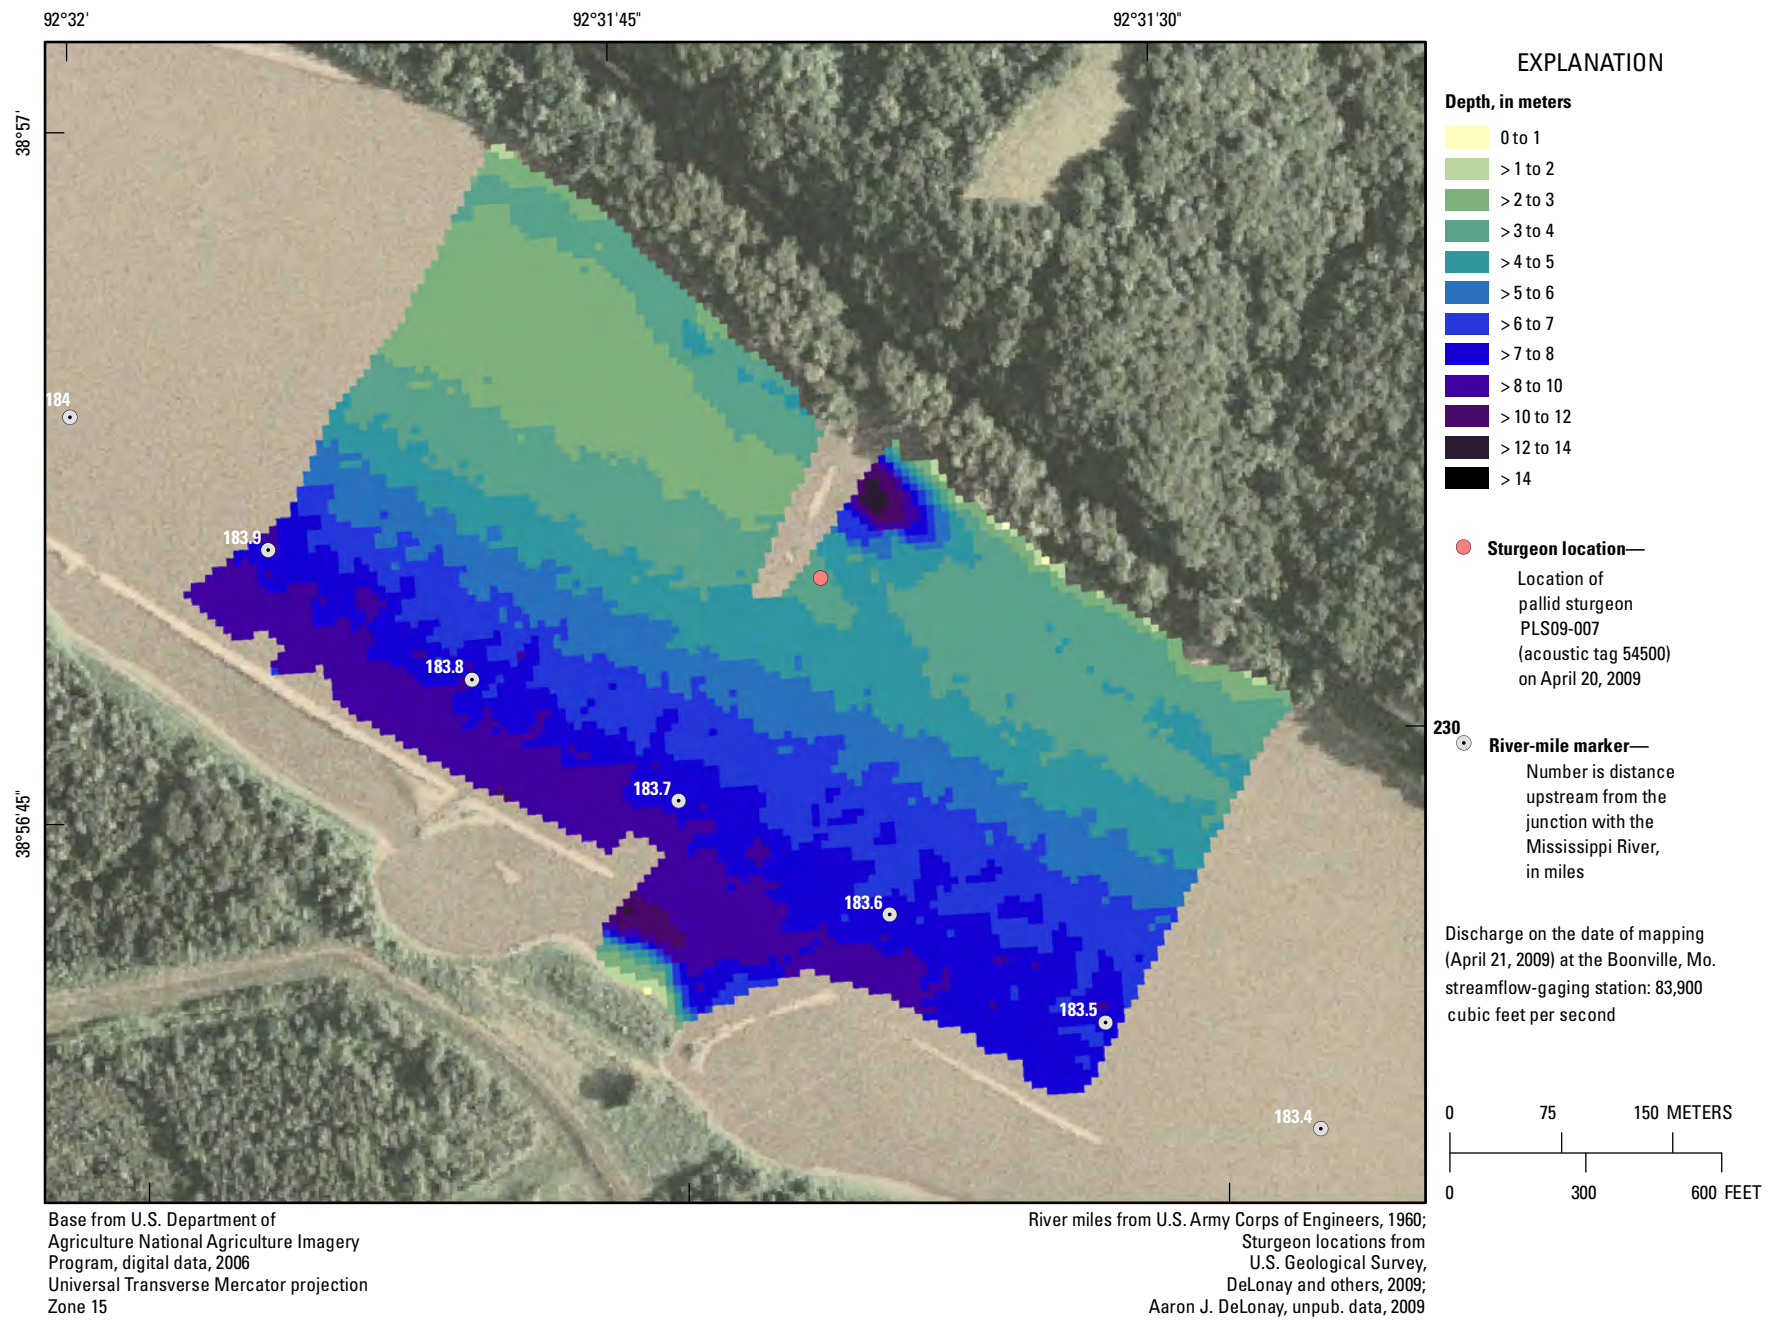 92°32'
92°31'45"
92°31'30"
38°57'
38°56'45"
184
183.9
183.8
183.7
183.6
183.5
183.4
EXPLANATION
Depth, in meters
0 to 1
> 1 to 2
> 2 to 3
> 3 to 4
> 4 to 5
> 5 to 6
> 6 to 7
> 7 to 8
> 8 to 10
> 10 to 12
> 12 to 14
> 14
Sturgeon location—
Location of
pallid sturgeon
PLS09-007
(acoustic tag 54500)
on April 20, 2009
230
River-mile marker—
Number is distance
upstream from the
junction with the
Mississippi River,
in miles
Discharge on the date of mapping
(April 21, 2009) at the Boonville, Mo.
streamflow-gaging station: 83,900
cubic feet per second
0 75 150 METERS
0 300 600 FEET
Base from U.S. Department of
Agriculture National Agriculture Imagery
Program, digital data, 2006
Universal Transverse Mercator projection
Zone 15
River miles from U.S. Army Corps of Engineers, 1960;
Sturgeon locations from
U.S. Geological Survey,
DeLonay and others, 2009;
Aaron J. DeLonay, unpub. data, 2009